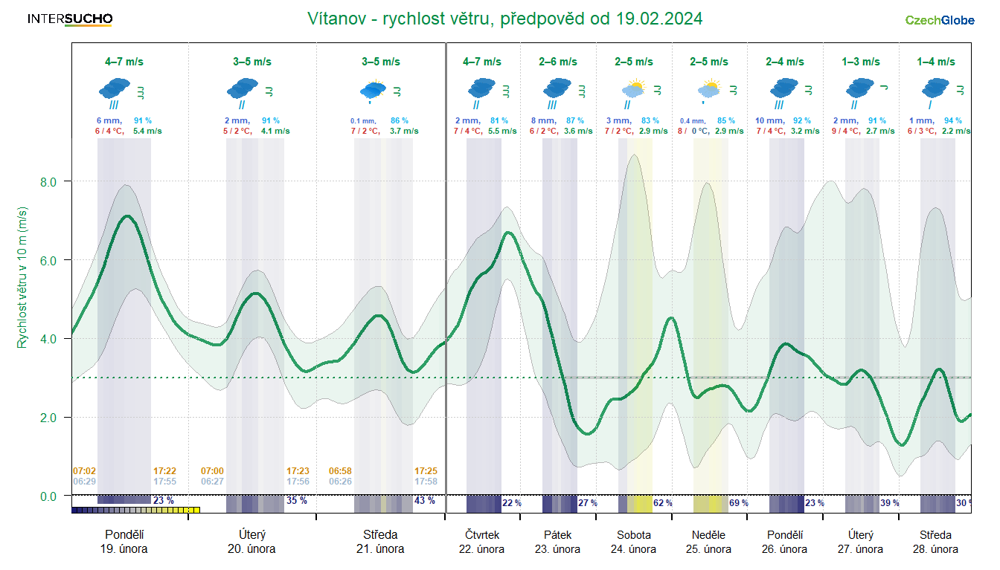 INTERSUCHO
Vítanov - rychlost větru, předpověd od 19.02.2024
CzechGlobe
4–7 m/s 3–5 m/s 3–5 m/s 4–7 m/s 2–6 m/s 2–5 m/s 2–5 m/s 2–4 m/s 1–3 m/s 1–4 m/s
6 mm, 91 % 2 mm, 91 % 0.1 mm, 86 % 2 mm, 81 % 8 mm, 87 % 3 mm, 83 % 0.4 mm, 85 % 10 mm, 92 % 2 mm, 91 % 1 mm, 94 %
6 / 4 °C, 5.4 m/s 5 / 2 °C, 4.1 m/s 7 / 2 °C, 3.7 m/s 7 / 4 °C, 5.5 m/s 6 / 2 °C, 3.6 m/s 7 / 2 °C, 2.9 m/s 8 / 0 °C, 2.9 m/s 7 / 4 °C, 3.2 m/s 9 / 4 °C, 2.7 m/s 6 / 3 °C, 2.2 m/s
Rychlost větru v 10 m (m/s)
8.0
6.0
4.0
2.0
0.0
07:02 17:22 07:00 17:23 06:58 17:25
06:29 17:55 06:27 17:56 06:26 17:58
23 % 35 % 43 % 22 % 27 % 62 % 69 % 23 % 39 % 30 %
Pondělí Úterý Středa Čtvrtek Pátek Sobota Neděle Pondělí Úterý Středa
19. února 20. února 21. února 22. února 23. února 24. února 25. února 26. února 27. února 28. února